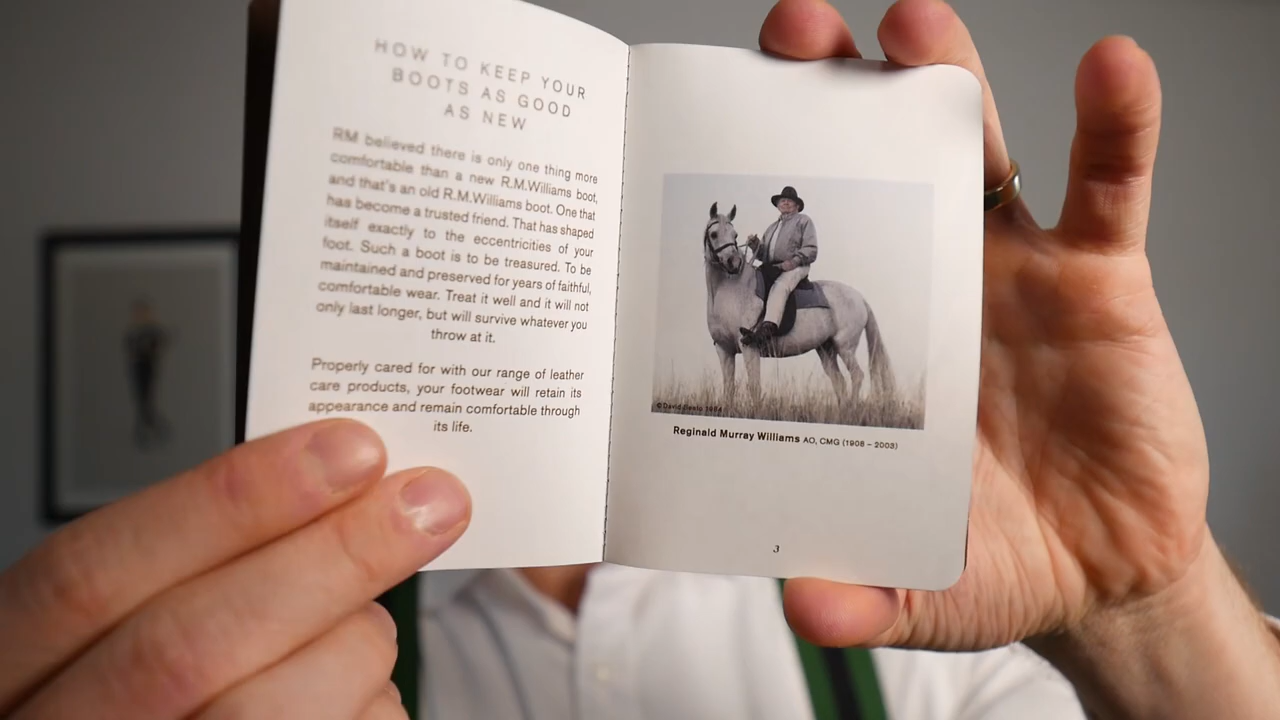 HOW TO KEEP YOUR
BOOTS AS GOOD
AS NEW
RM believed there is only one thing more
comfortable than a new R.M.Williams boot,
and that's an old R.M.Williams boot. One that
has become a trusted friend. That has shaped
itself exactly to the eccentricities of your
foot. Such a boot is to be treasured. To be
maintained and preserved for years of faithful,
comfortable wear. Treat it well and it will not
only last longer, but will survive whatever you
throw at it.
Properly cared for with our range of leather
care products, your footwear will retain its
appearance and remain comfortable through
its life.
© David 1984
Reginald Murray Williams AO, CMG (1908 – 2003)
3